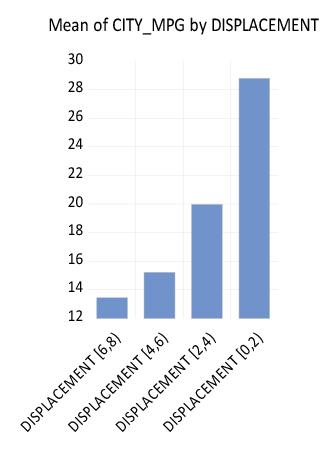 Mean of CITY_MPG by DISPLACEMENT
30
28
26
24
22
20
18
16
14
12
DISPLACEMENT [6,8)
DISPLACEMENT [4,6)
DISPLACEMENT [2,4)
DISPLACEMENT [0,2)